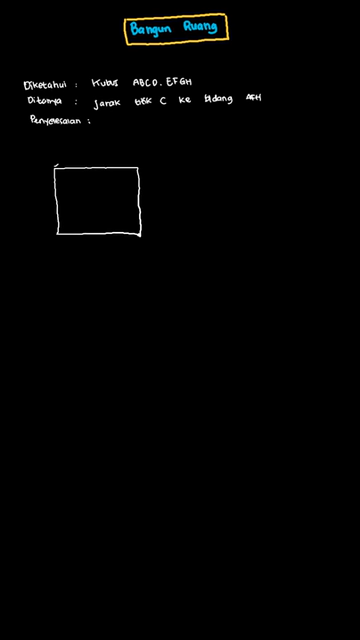 Bangun Ruang
Diketahui : Kubus ABCD.EFGH
Ditanya : Jarak titik C ke bidang AFH
Penyelesaian :